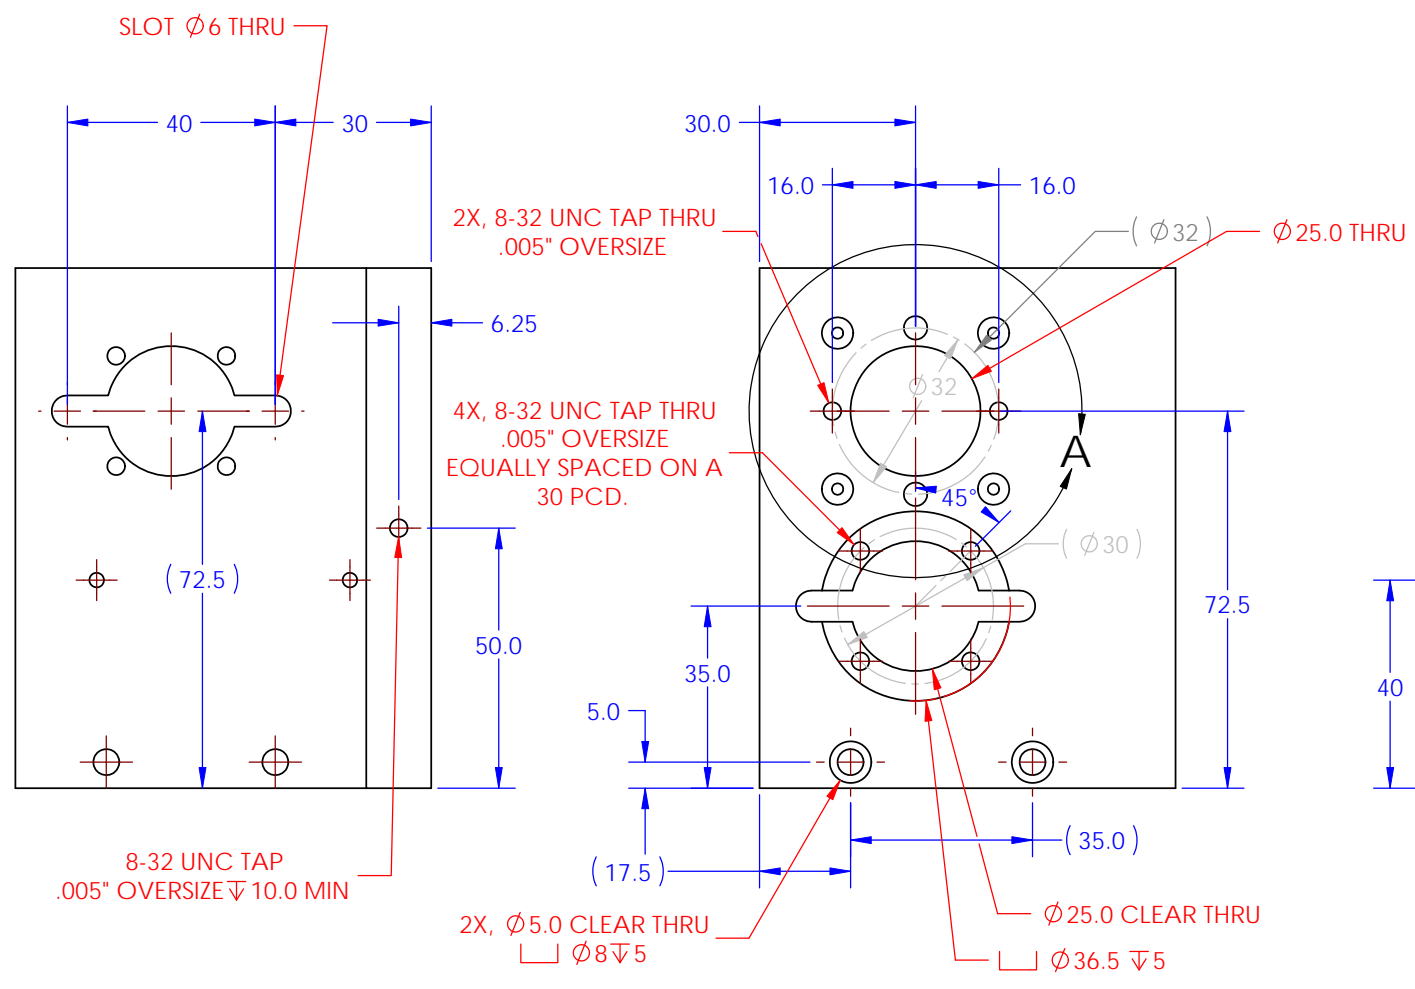 SLOT ∅6 THRU
40
30
30.0
16.0
16.0
2X, 8-32 UNC TAP THRU
.005" OVERSIZE
( ∅32 )
∅25.0 THRU
6.25
∅32
4X, 8-32 UNC TAP THRU
.005" OVERSIZE
EQUALLY SPACED ON A
30 PCD.
A
45°
( ∅30 )
( 72.5 )
72.5
50.0
35.0
40
5.0
( 35.0 )
( 17.5 )
8-32 UNC TAP
.005" OVERSIZE ↧ 10.0 MIN
2X, ∅5.0 CLEAR THRU
⌴ ∅8 ↧ 5
∅25.0 CLEAR THRU
⌴ ∅36.5 ↧ 5